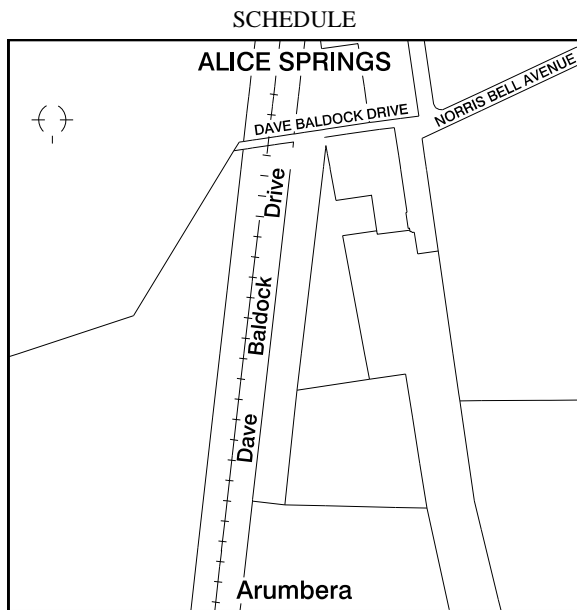 SCHEDULE
ALICE SPRINGS
DAVE BALDOCK DRIVE
NORRIS BELL AVENUE
Dave Baldock Drive
Arumbera